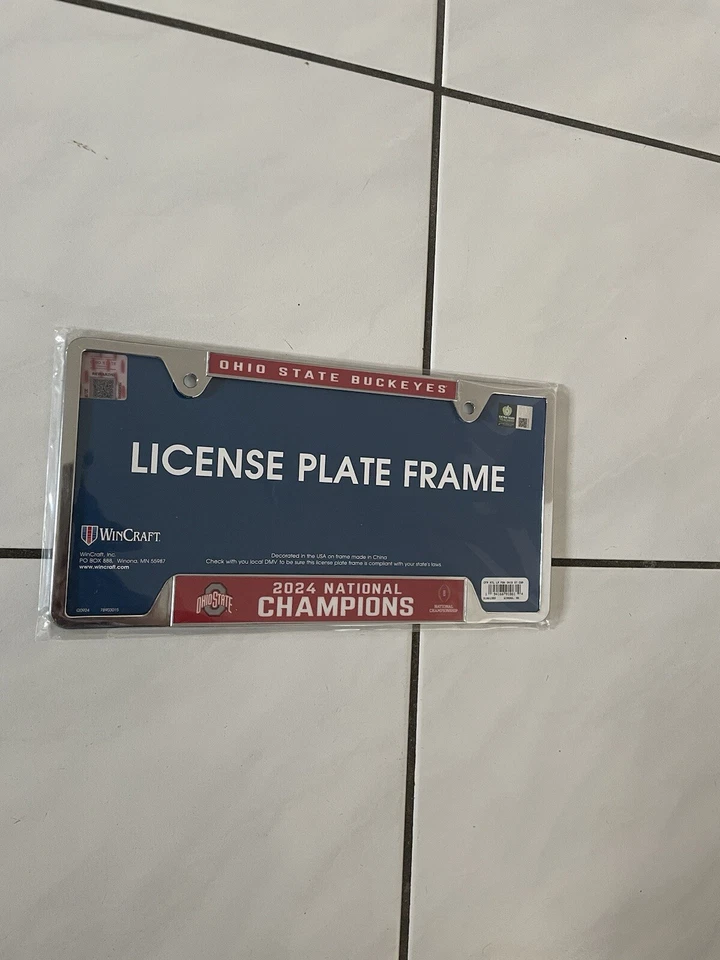 OHIO STATE BUCKEYES
LICENSE PLATE FRAME
WINCRAFT
WinCraft, Inc.
PO BOX 888, Winona, MN 55987
www.wincraft.com
Decorated in the USA on frame made in China
Check with you local DMV to be sure this license plate frame is compliant with your state's laws.
OHIO STATE
2024 NATIONAL
CHAMPIONS
NATIONAL
CHAMPIONSHIP